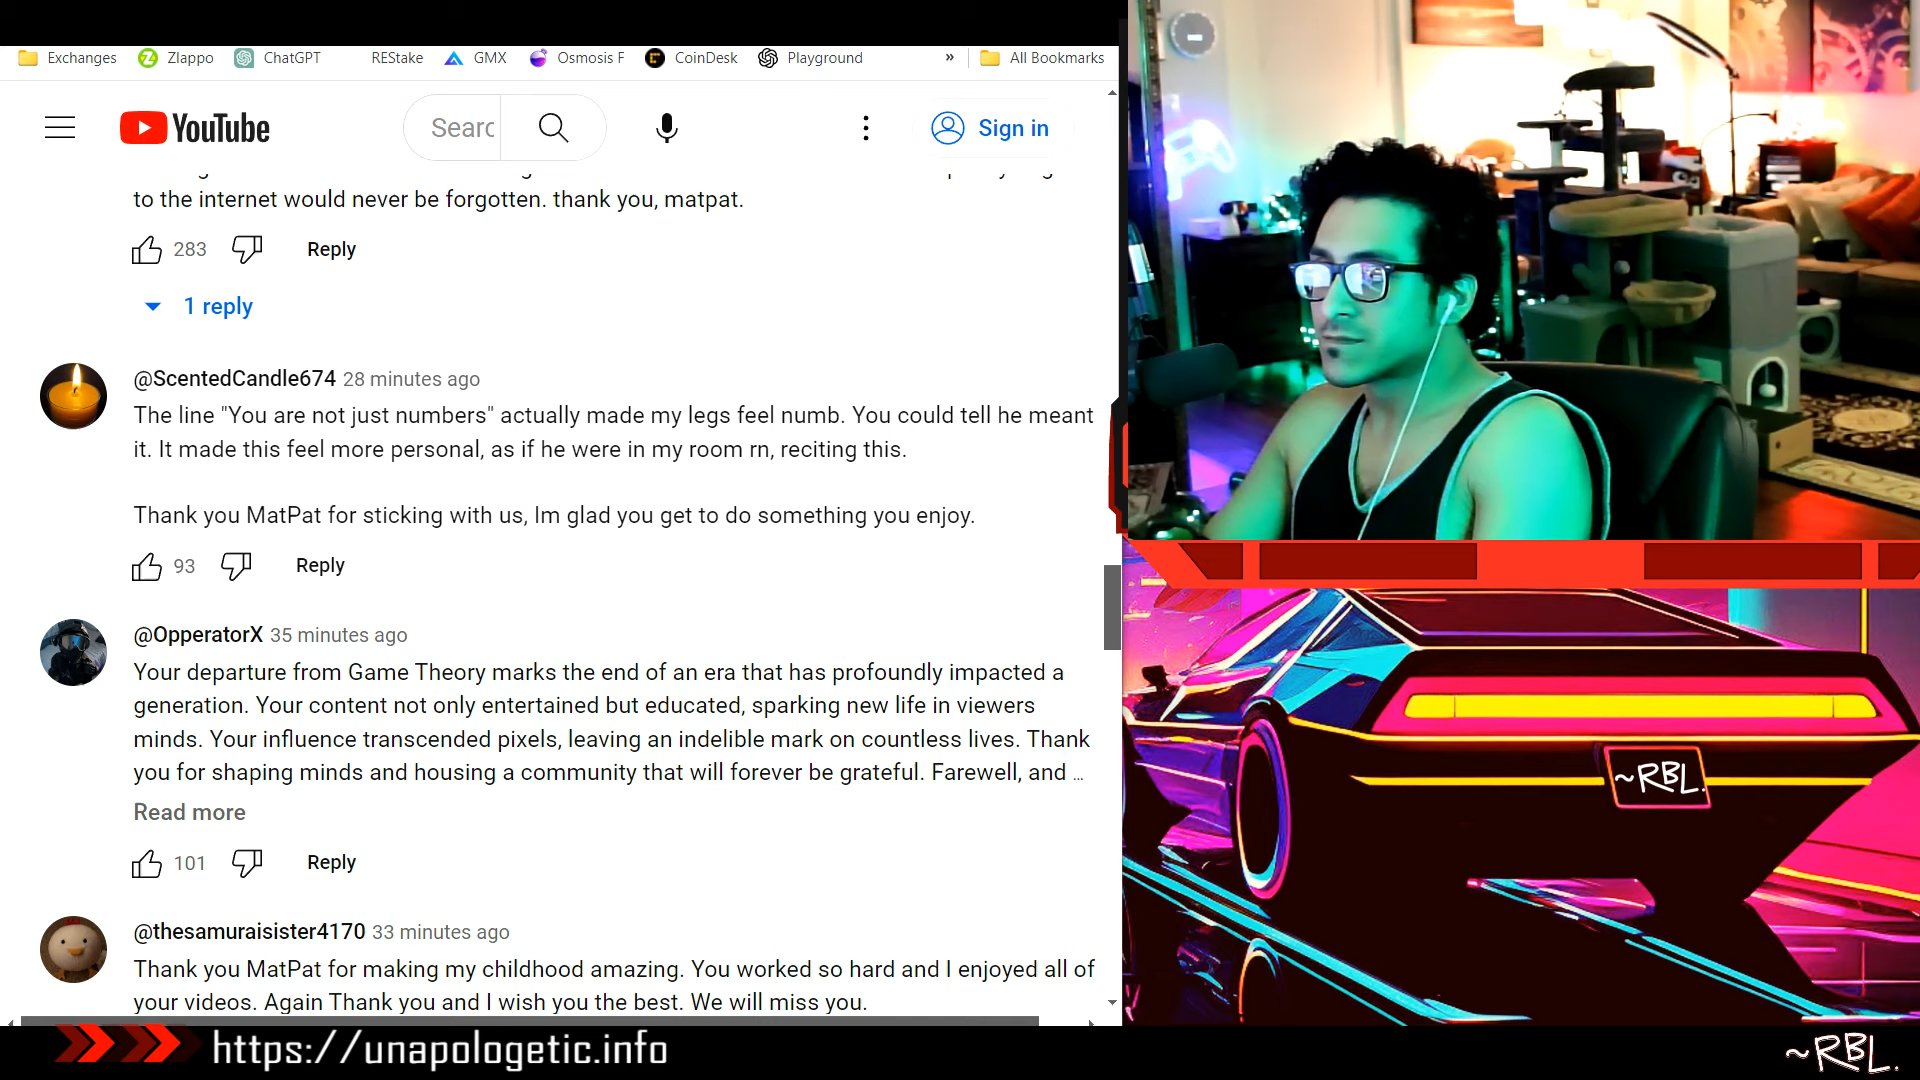 Exchanges Zlappo ChatGPT REStake GMX Osmosis F CoinDesk Playground » All Bookmarks
YouTube Searc Sign in
to the internet would never be forgotten. thank you, matpat.
283 Reply
1 reply
@ScentedCandle674 28 minutes ago
The line "You are not just numbers" actually made my legs feel numb. You could tell he meant
it. It made this feel more personal, as if he were in my room rn, reciting this.
Thank you MatPat for sticking with us, Im glad you get to do something you enjoy.
93 Reply
@OpperatorX 35 minutes ago
Your departure from Game Theory marks the end of an era that has profoundly impacted a
generation. Your content not only entertained but educated, sparking new life in viewers
minds. Your influence transcended pixels, leaving an indelible mark on countless lives. Thank
you for shaping minds and housing a community that will forever be grateful. Farewell, and ...
Read more
101 Reply
@thesamuraisister4170 33 minutes ago
Thank you MatPat for making my childhood amazing. You worked so hard and I enjoyed all of
your videos. Again Thank you and I wish you the best. We will miss you.
~RBL.
https://unapologetic.info
~RBL.